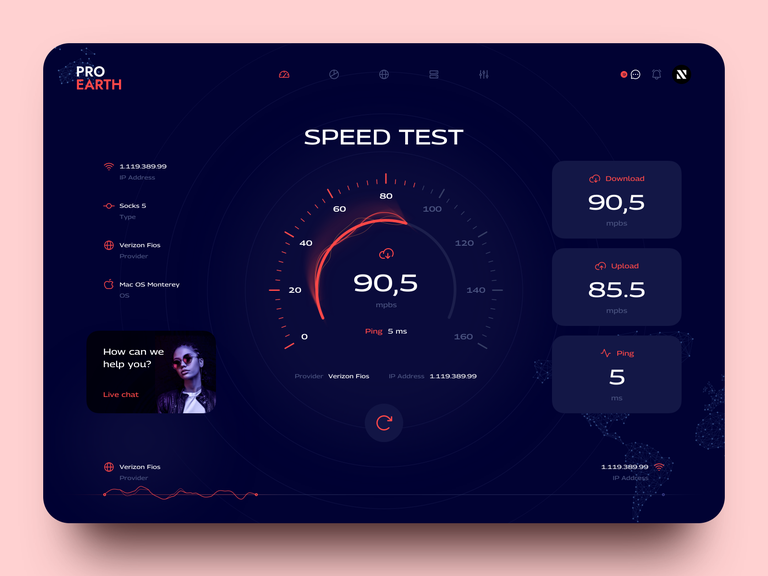 PRO
EARTH
SPEED TEST
1.119.389.99
IP Address
Socks 5
Type
Verizon Fios
Provider
Mac OS Monterey
OS
How can we
help you?
Live chat
0
20
40
60
80
100
120
140
160
90,5
mpbs
Ping 5 ms
Provider Verizon Fios IP Address 1.119.389.99
Download
90,5
mpbs
Upload
85.5
mpbs
Ping
5
ms
Verizon Fios
Provider
1.119.389.99
IP Address